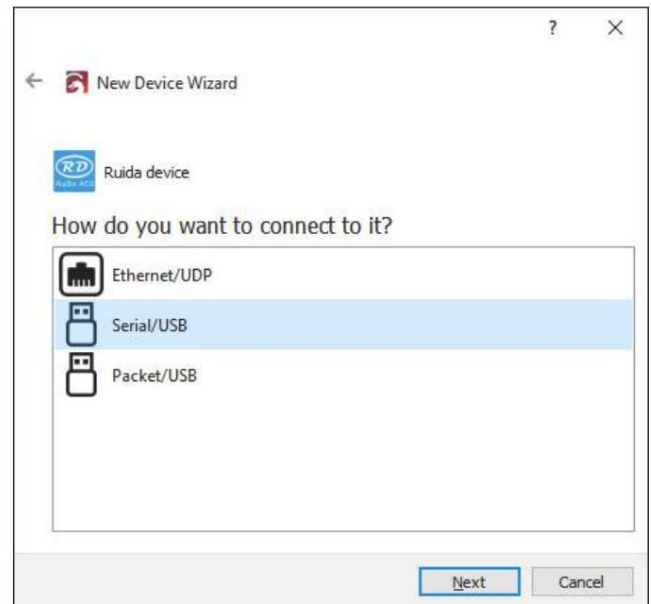 ?
New Device Wizard
RD
Ruida device
How do you want to connect to it?
Ethernet/UDP
Serial/USB
Packet/USB
Next
Cancel